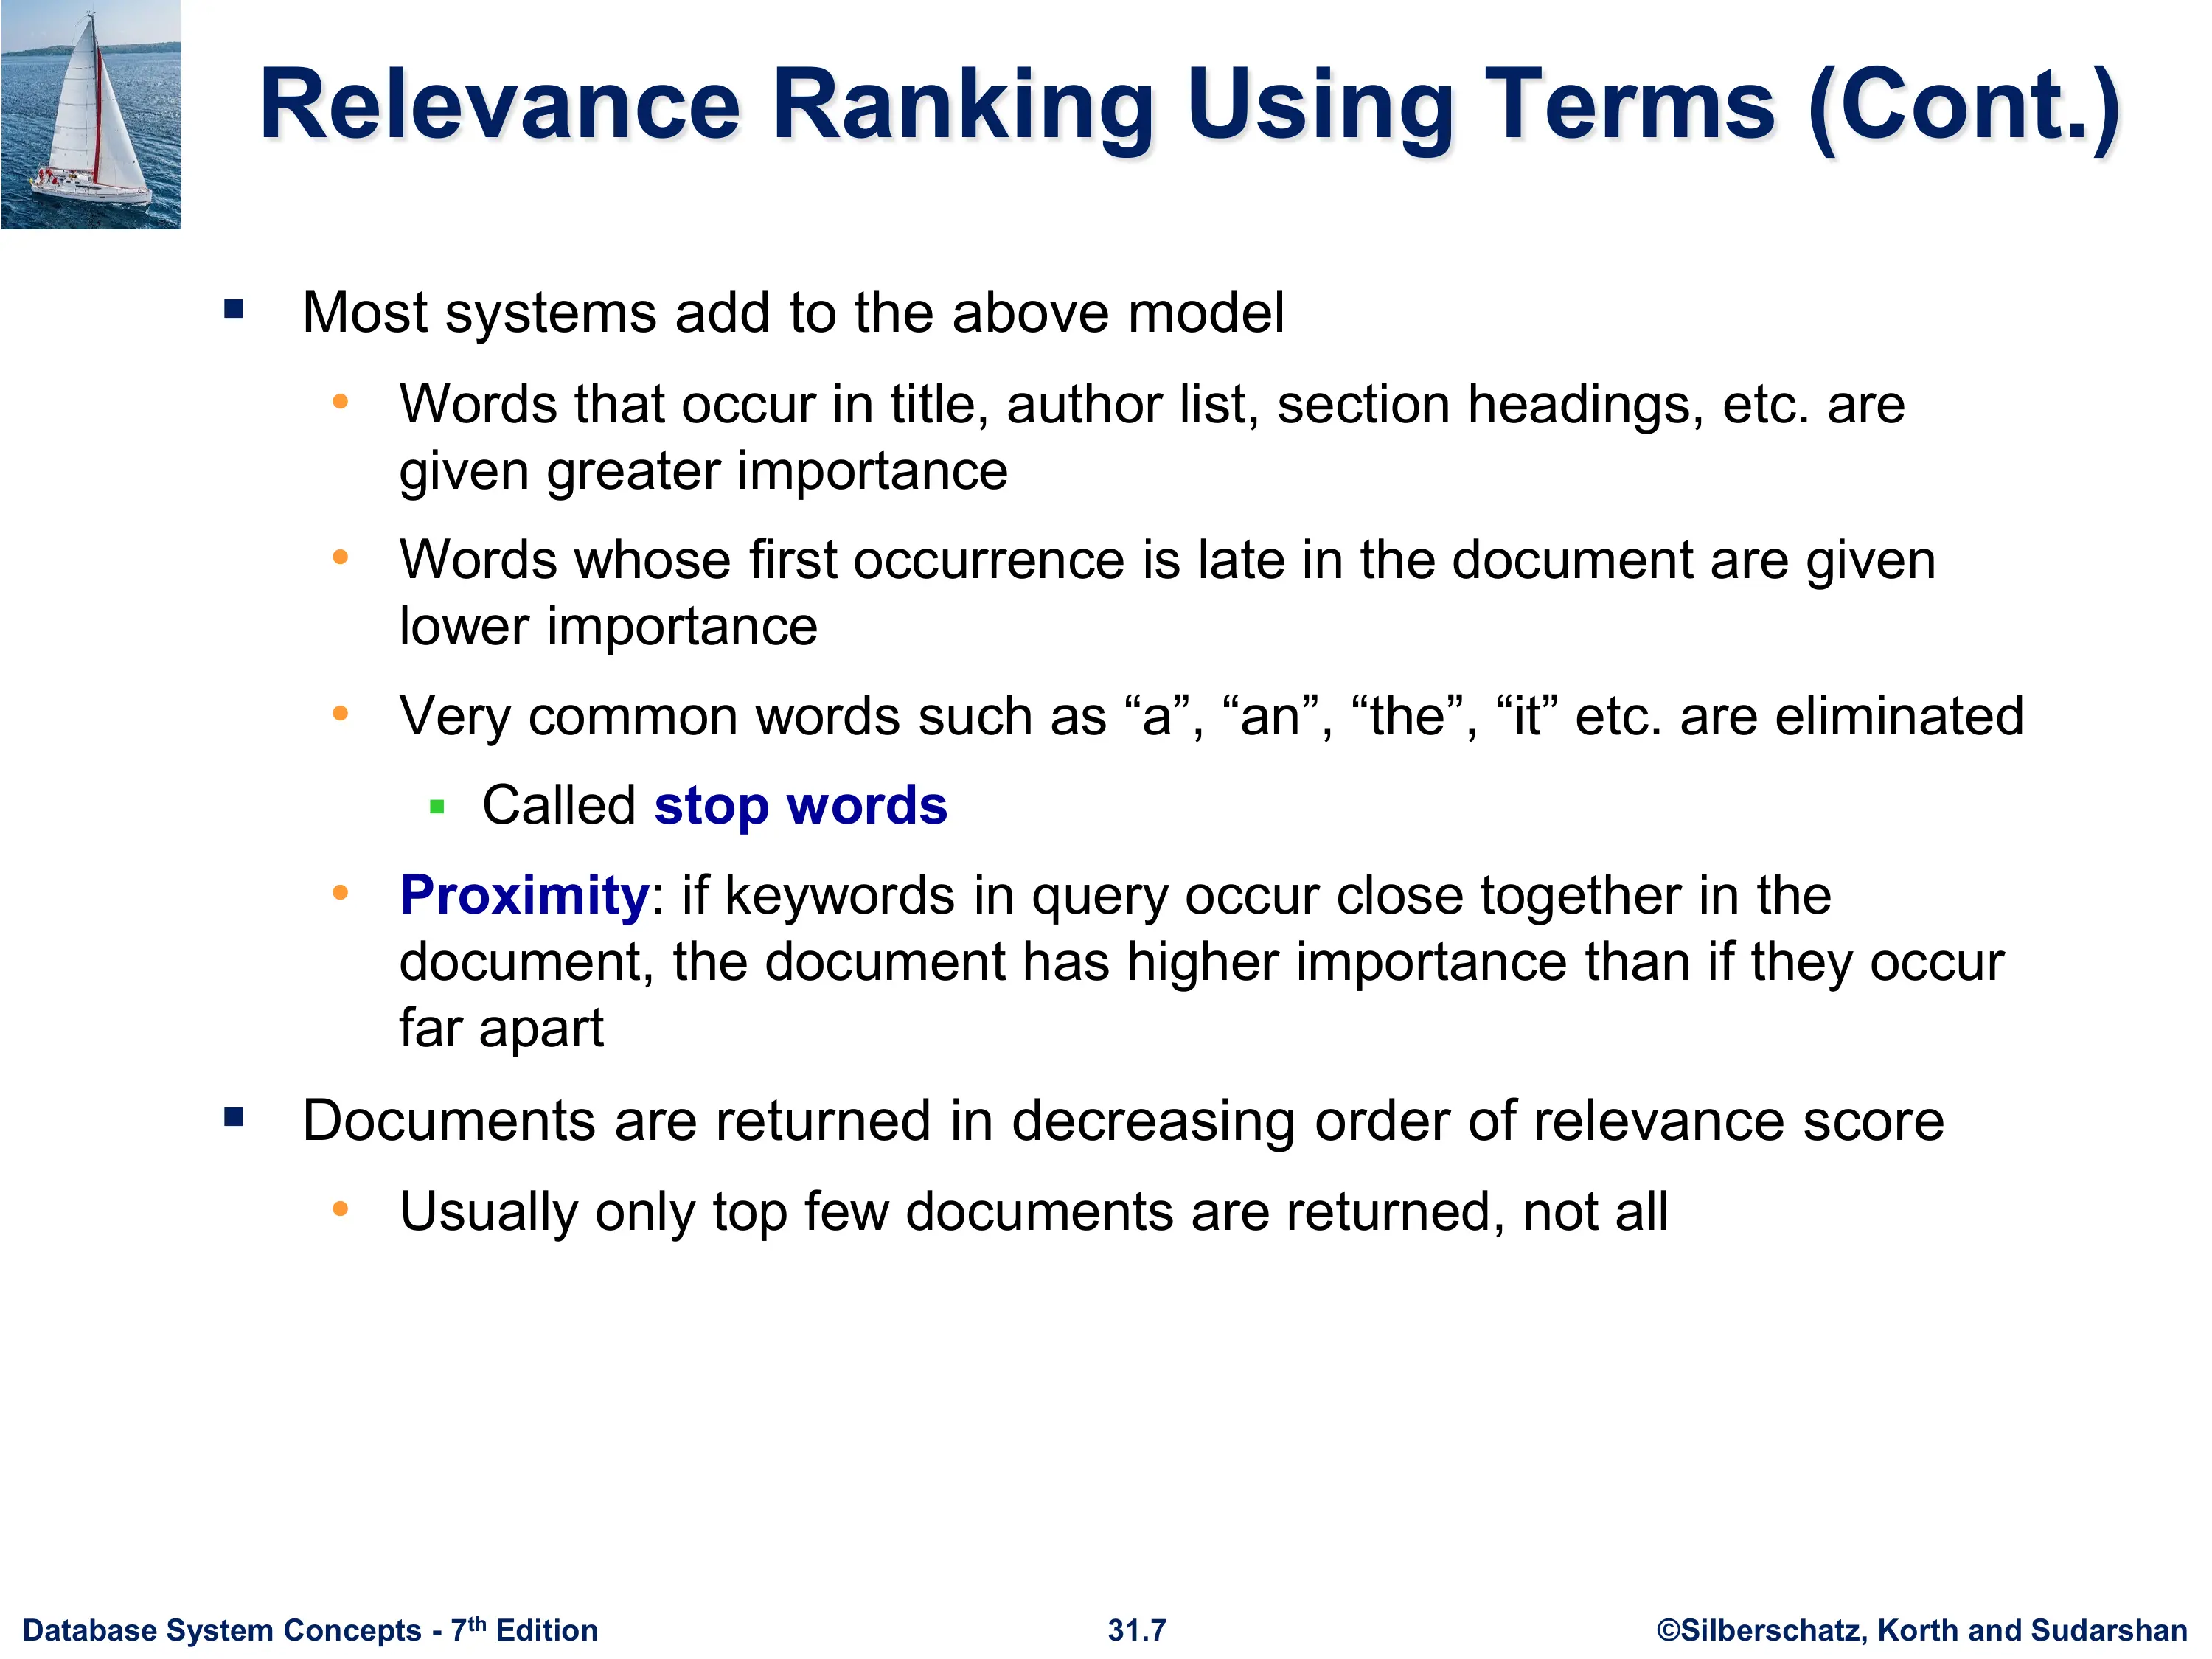 Relevance Ranking Using Terms (Cont.)
▪ Most systems add to the above model
• Words that occur in title, author list, section headings, etc. are
given greater importance
• Words whose first occurrence is late in the document are given
lower importance
• Very common words such as “a”, “an”, “the”, “it” etc. are eliminated
▪ Called stop words
• Proximity: if keywords in query occur close together in the
document, the document has higher importance than if they occur
far apart
▪ Documents are returned in decreasing order of relevance score
• Usually only top few documents are returned, not all
Database System Concepts - 7th Edition
31.7
©Silberschatz, Korth and Sudarshan